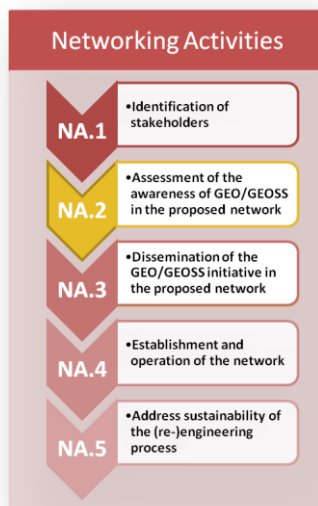 Networking Activities
NA.1
•Identification of
stakeholders
NA.2
•Assessment of the
awareness of GEO/GEOSS
in the proposed network
NA.3
•Dissemination of the
GEO/GEOSS initiative in
the proposed network
NA.4
•Establishment and
operation of the network
NA.5
•Address sustainability of
the (re-)engineering
process